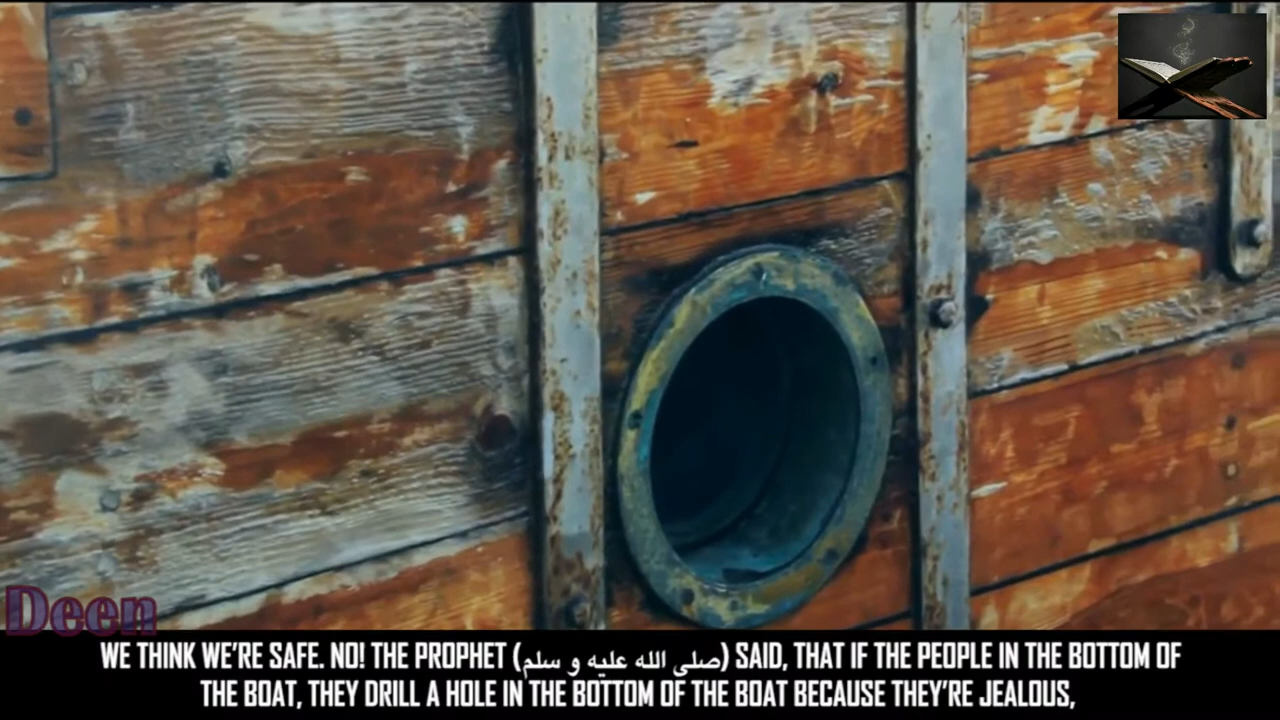 Deen
WE THINK WE'RE SAFE. NO! THE PROPHET (صلى الله عليه و سلم) SAID, THAT IF THE PEOPLE IN THE BOTTOM OF
THE BOAT, THEY DRILL A HOLE IN THE BOTTOM OF THE BOAT BECAUSE THEY'RE JEALOUS,